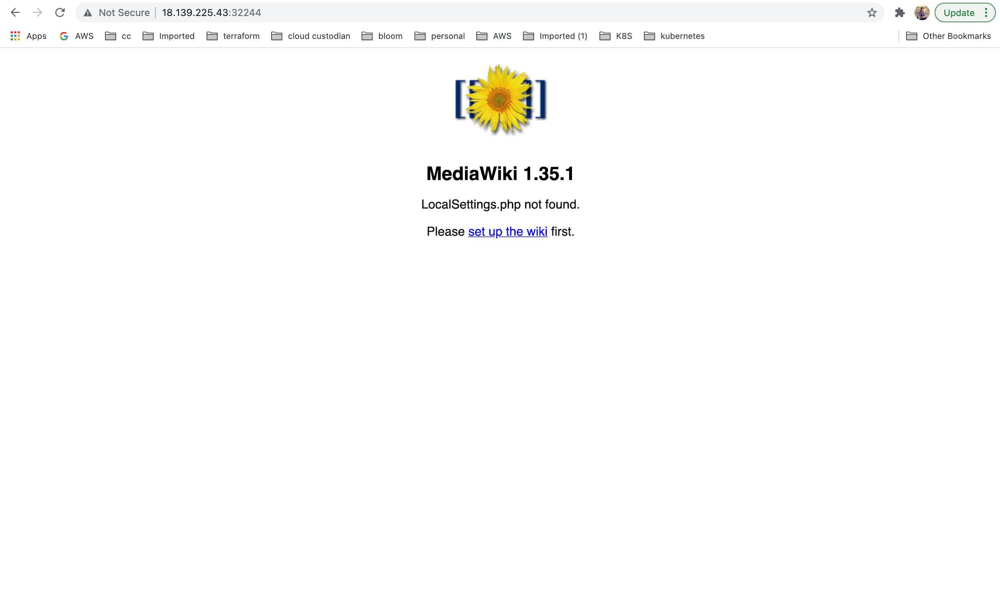 Not Secure 18.139.225.43:32244 Update
Apps AWS cc Imported terraform cloud custodian bloom personal AWS Imported (1) K8S kubernetes Other Bookmarks
[[ ]]
MediaWiki 1.35.1
LocalSettings.php not found.
Please set up the wiki first.